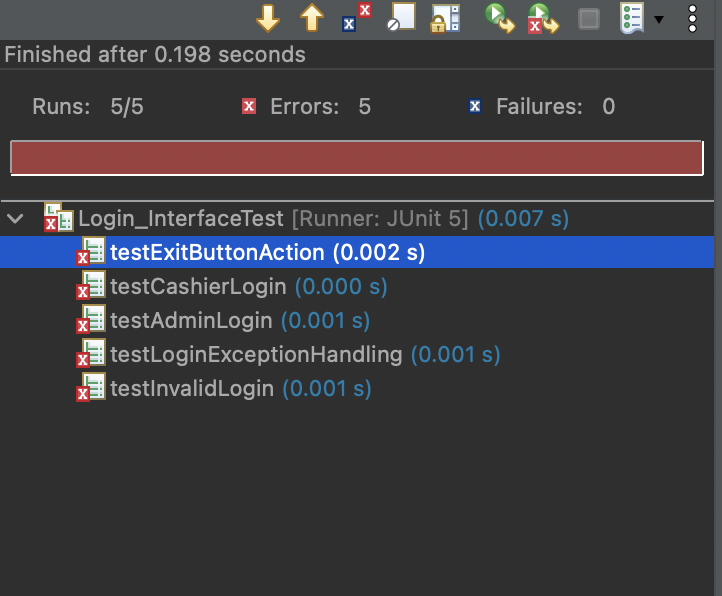 Finished after 0.198 seconds
Runs: 5/5 Errors: 5 Failures: 0
Login_InterfaceTest [Runner: JUnit 5] (0.007 s)
testExitButtonAction (0.002 s)
testCashierLogin (0.000 s)
testAdminLogin (0.001 s)
testLoginExceptionHandling (0.001 s)
testInvalidLogin (0.001 s)